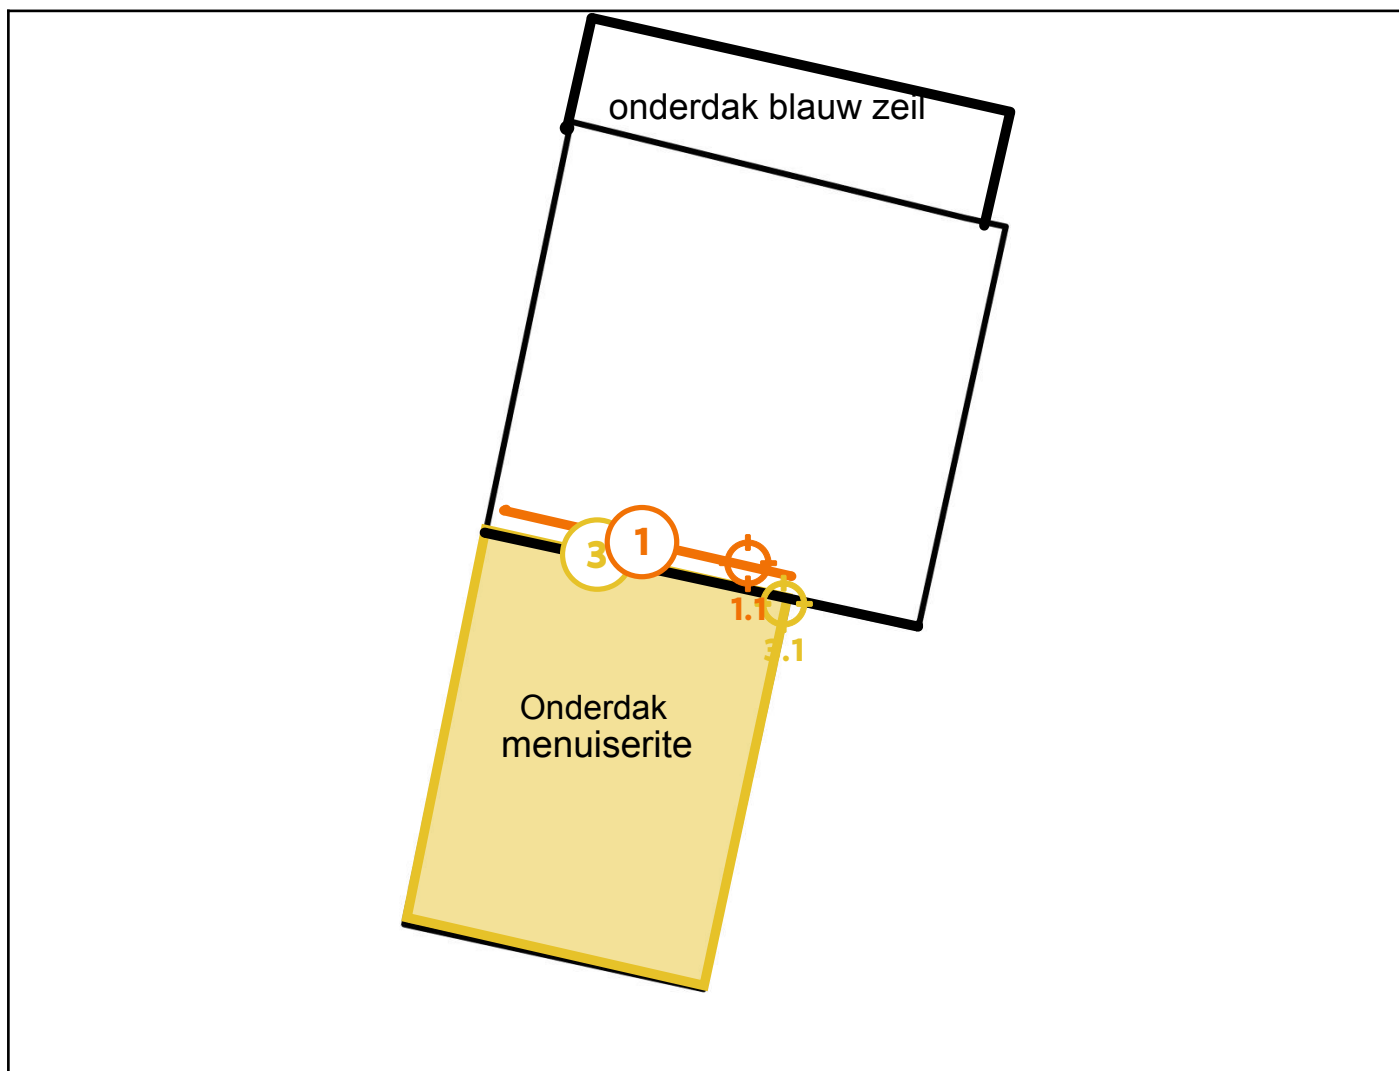 onderdak blauw zeil
3
1
1.1
3.1
Onderdak
menuiserite